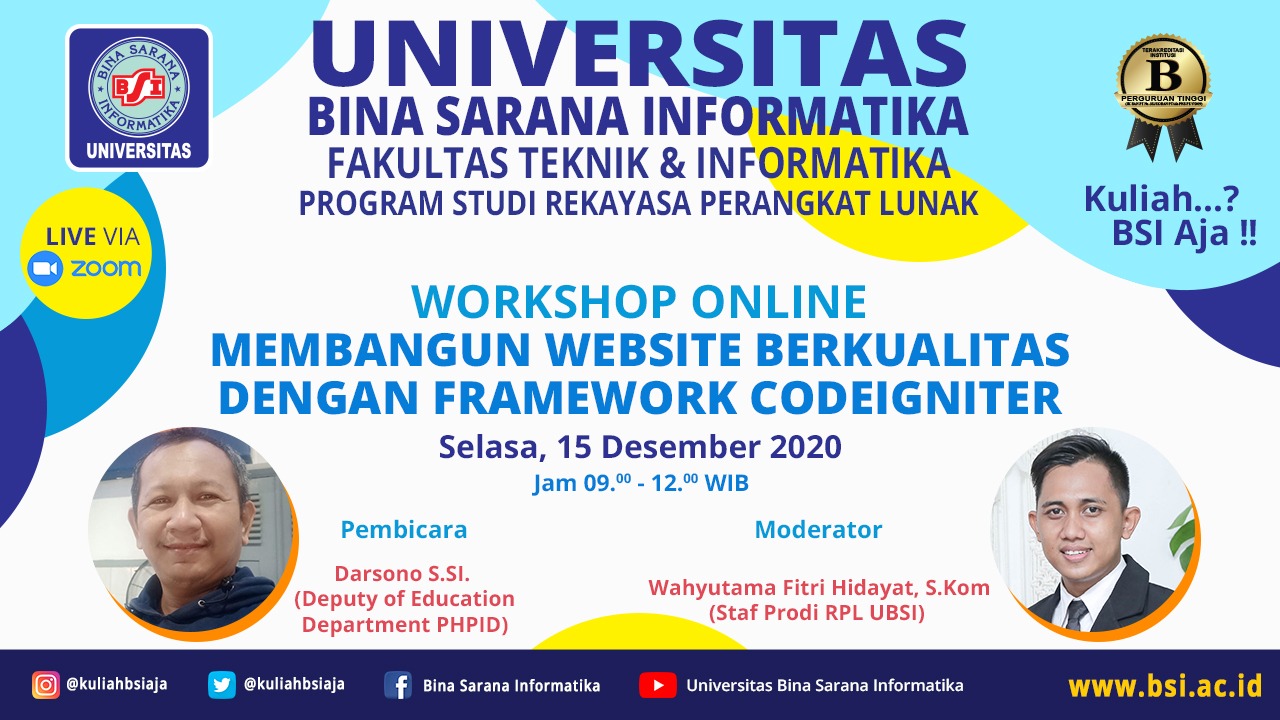 BINA SARANA
BSI
INFORMATIKA
UNIVERSITAS
UNIVERSITAS
BINA SARANA INFORMATIKA
FAKULTAS TEKNIK & INFORMATIKA
PROGRAM STUDI REKAYASA PERANGKAT LUNAK
TERAKREDITASI
INSTITUSI
B
PERGURUAN TINGGI
Kuliah...?
BSI Aja !!
LIVE VIA
zoom
WORKSHOP ONLINE
MEMBANGUN WEBSITE BERKUALITAS
DENGAN FRAMEWORK CODEIGNITER
Selasa, 15 Desember 2020
Jam 09.⁰⁰ - 12.⁰⁰ WIB
Pembicara
Darsono S.SI.
(Deputy of Education
Department PHPID)
Moderator
Wahyutama Fitri Hidayat, S.Kom
(Staf Prodi RPL UBSI)
@kuliahbsiaja
@kuliahbsiaja
Bina Sarana Informatika
Universitas Bina Sarana Informatika
www.bsi.ac.id